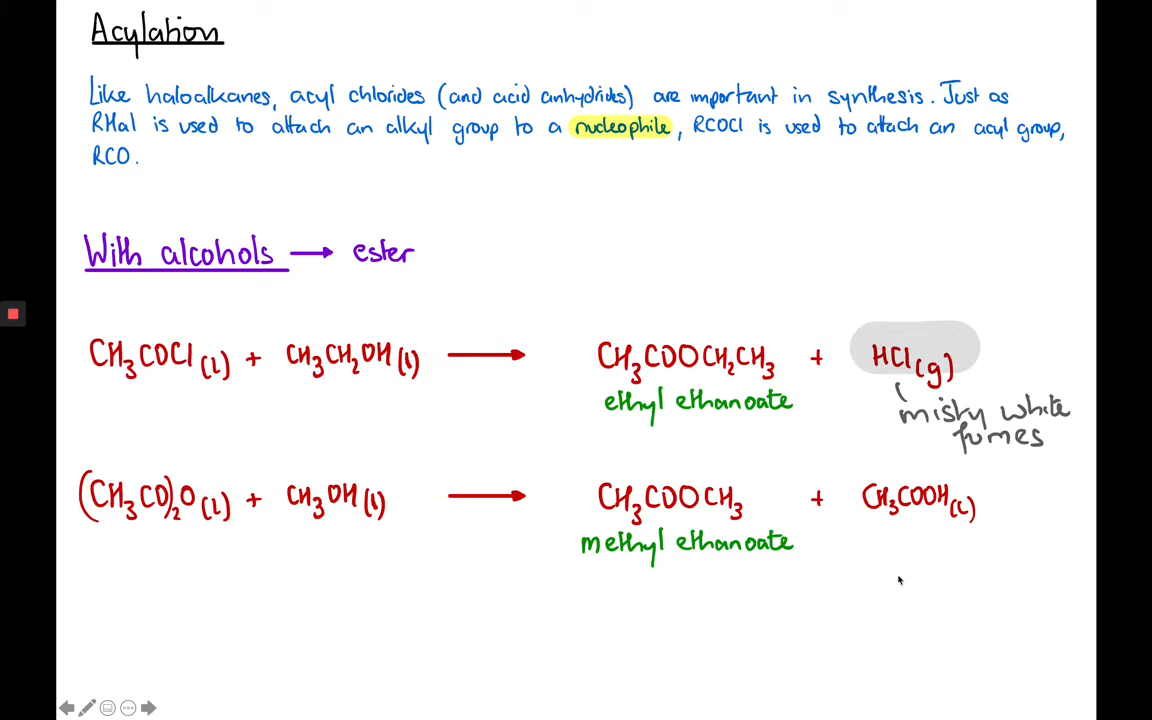 Acylation
Like haloalkanes, acyl chlorides (and acid anhydrides) are important in synthesis. Just as
RHal is used to attach an alkyl group to a nucleophile, RCOCl is used to attach an acyl group,
RCO.
With alcohols → ester
CH₃COCl (l) + CH₃CH₂OH (l) → CH₃COOCH₂CH₃ + HCl (g)
ethyl ethanoate
misky white
fumes
(CH₃CO)₂O (l) + CH₃OH (l) → CH₃COOCH₃ + CH₃COOH (l)
methyl ethanoate